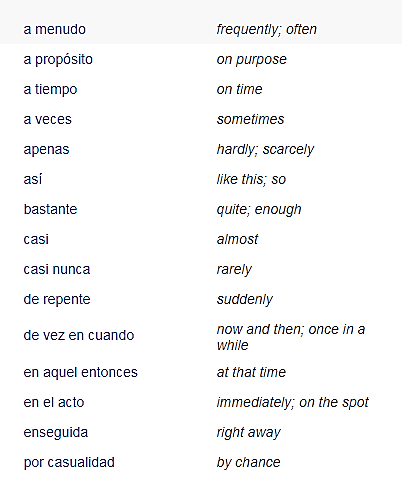 a menudo frequently; often
a propósito on purpose
a tiempo on time
a veces sometimes
apenas hardly; scarcely
así like this; so
bastante quite; enough
casi almost
casi nunca rarely
de repente suddenly
de vez en cuando now and then; once in a
while
en aquel entonces at that time
en el acto immediately; on the spot
enseguida right away
por casualidad by chance